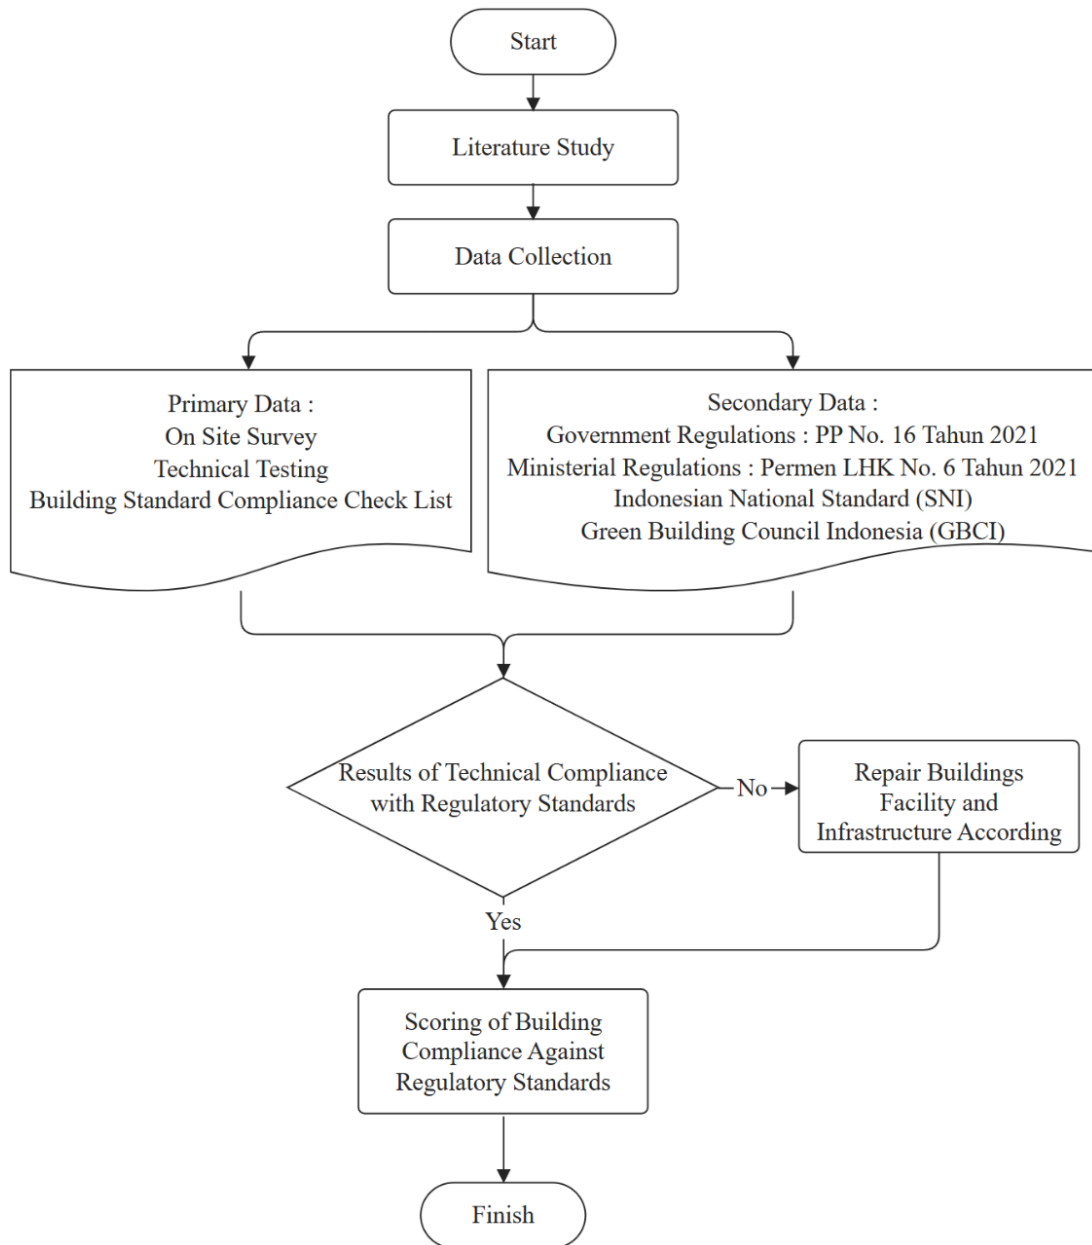 Start
Literature Study
Data Collection
Primary Data :
On Site Survey
Technical Testing
Building Standard Compliance Check List
Secondary Data :
Government Regulations : PP No. 16 Tahun 2021
Ministerial Regulations : Permen LHK No. 6 Tahun 2021
Indonesian National Standard (SNI)
Green Building Council Indonesia (GBCI)
Results of Technical Compliance
with Regulatory Standards
No
Repair Buildings
Facility and
Infrastructure According
Yes
Scoring of Building
Compliance Against
Regulatory Standards
Finish